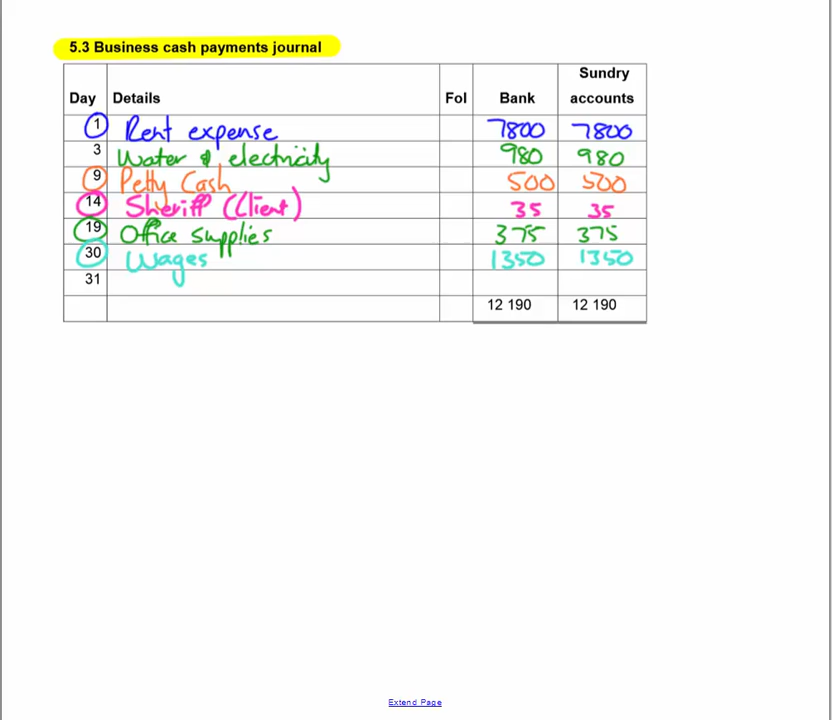 5.3 Business cash payments journal
Sundry
Day Details Fol Bank accounts
1 Rent expense 7800 7800
3 Water & electricity 980 980
9 Petty Cash 500 500
14 Sheriff (Client) 35 35
19 Office supplies 375 375
30 Wages 1350 1350
31
12 190 12 190
Extend Page